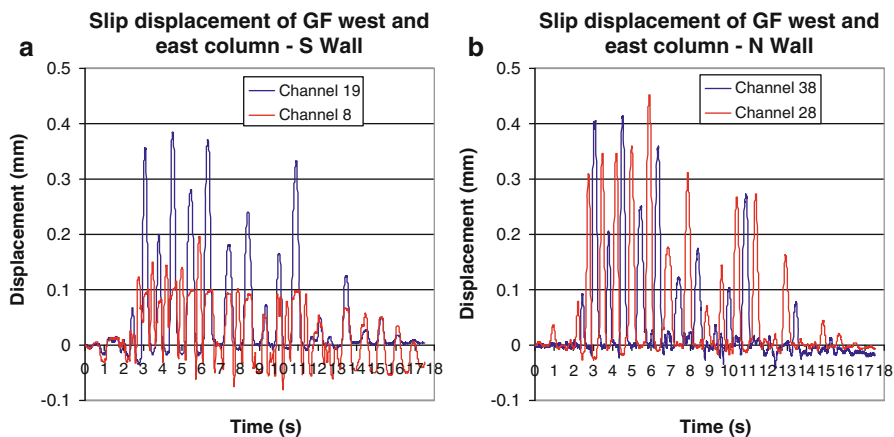 a
Slip displacement of GF west and
east column - S Wall
0.5
0.4
0.3
0.2
0.1
0
-0.1
Displacement (mm)
Channel 19
Channel 8
0 1 2 3 4 5 6 7 8 9 10 11 12 13 14 15 16 17 18
Time (s)
b
Slip displacement of GF west and
east column - N Wall
0.5
0.4
0.3
0.2
0.1
0
-0.1
Displacement (mm)
Channel 38
Channel 28
0 1 2 3 4 5 6 7 8 9 10 11 12 13 14 15 16 17 18
Time (s)